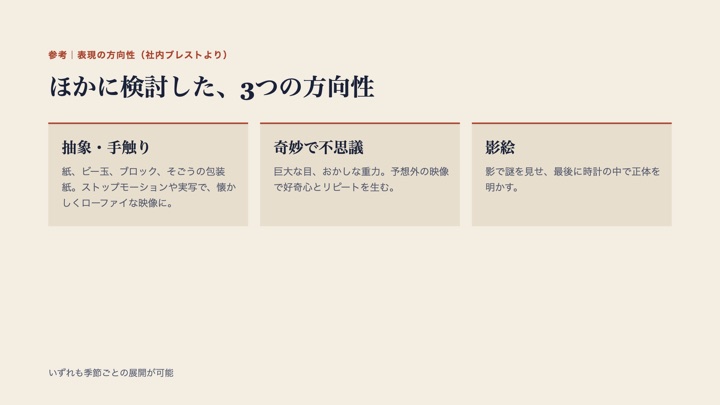 参考｜表現の方向性（社内ブレストより）
ほかに検討した、3つの方向性
抽象・手触り
紙、ビー玉、ブロック、そごうの包装
紙。ストップモーションや実写で、懐か
しくローファイな映像に。
奇妙で不思議
巨大な目、おかしな重力。予想外の映像
で好奇心とリピートを生む。
影絵
影で謎を見せ、最後に時計の中で正体を
明かす。
いずれも季節ごとの展開が可能